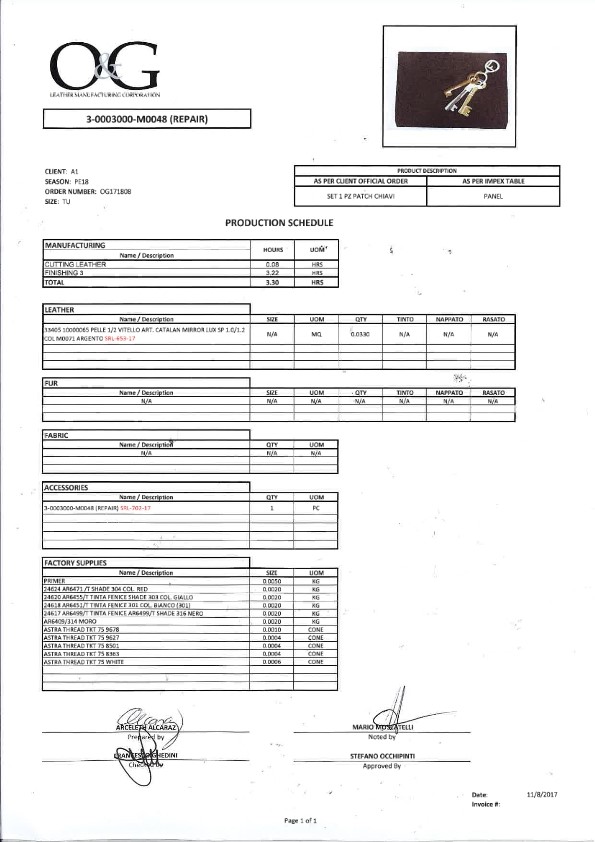 O&G
LEATHER MANUFACTURING CORPORATION
3-0003000-M0048 (REPAIR)
CLIENT: A1
SEASON: PE18
ORDER NUMBER: OG171808
SIZE: TU
PRODUCT DESCRIPTION
AS PER CLIENT OFFICIAL ORDER AS PER IMPEX TABLE
SET 1 PZ PATCH CHIAVI PANEL
PRODUCTION SCHEDULE
MANUFACTURING HOURS UOM
Name / Description
CUTTING LEATHER 0.08 HRS
FINISHING 3 3.22 HRS
TOTAL 3.30 HRS
LEATHER
Name / Description SIZE UOM QTY TINTO NAPPATO RASATO
33405 10000065 PELLE 1/2 VITELLO ART. CATALAN MIRROR LUX SP 1.0/1.2 N/A MQ 0.0330 N/A N/A N/A
COL M0071 ARGENTO SRL-653-17
FUR
Name / Description SIZE UOM QTY TINTO NAPPATO RASATO
N/A N/A N/A N/A N/A N/A N/A
FABRIC
Name / Description QTY UOM
N/A N/A N/A
ACCESSORIES
Name / Description QTY UOM
3-0003000-M0048 (REPAIR) SRL-702-17 1 PC
FACTORY SUPPLIES
Name / Description SIZE UOM
PRIMER 0.0050 KG
24624 AR6471 /T SHADE 304 COL. RED 0.0020 KG
24620 AR6455/T TINTA FENICE SHADE 303 COL. GIALLO 0.0020 KG
24618 AR6451/T TINTA FENICE 301 COL. BIANCO (301) 0.0020 KG
24617 AR6499/T TINTA FENICE AR6499/T SHADE 316 NERO 0.0020 KG
AR6409/314 MORO 0.0020 KG
ASTRA THREAD TKT 75 9678 0.0010 CONE
ASTRA THREAD TKT 75 9627 0.0004 CONE
ASTRA THREAD TKT 75 8501 0.0004 CONE
ASTRA THREAD TKT 75 8363 0.0004 CONE
ASTRA THREAD TKT 75 WHITE 0.0006 CONE
ALCARAZ MARIO
Prepared by Noted by
STEFANO OCCHIPINTI
Checked by Approved By
Date: 11/8/2017
Invoice #:
Page 1 of 1